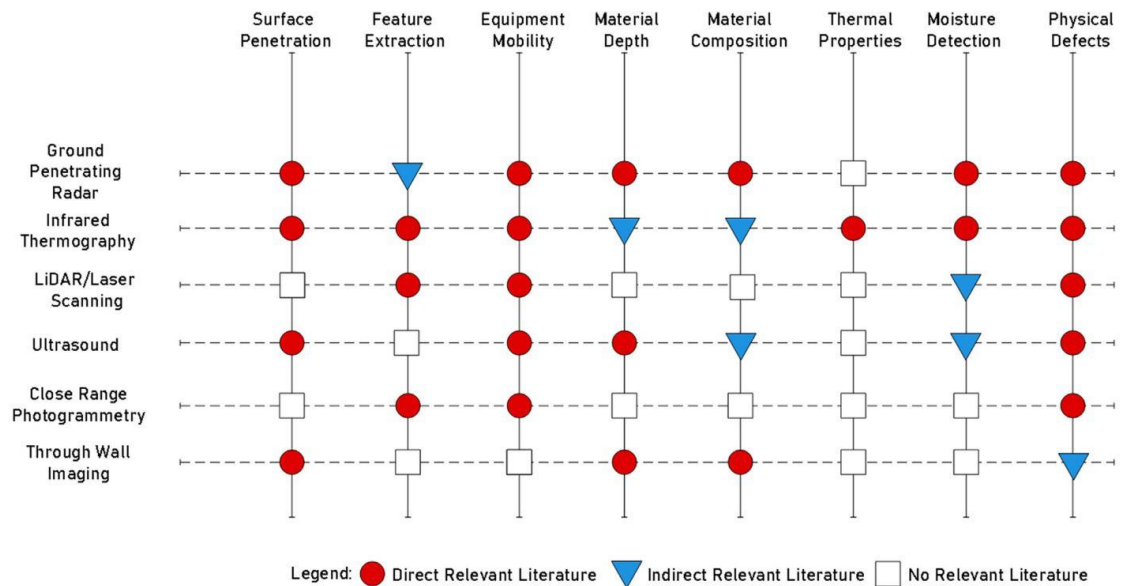 Surface Feature Equipment Material Material Thermal Moisture Physical
Penetration Extraction Mobility Depth Composition Properties Detection Defects
Ground
Penetrating
Radar
Infrared
Thermography
LiDAR/Laser
Scanning
Ultrasound
Close Range
Photogrammetry
Through Wall
Imaging
Legend: Direct Relevant Literature Indirect Relevant Literature No Relevant Literature